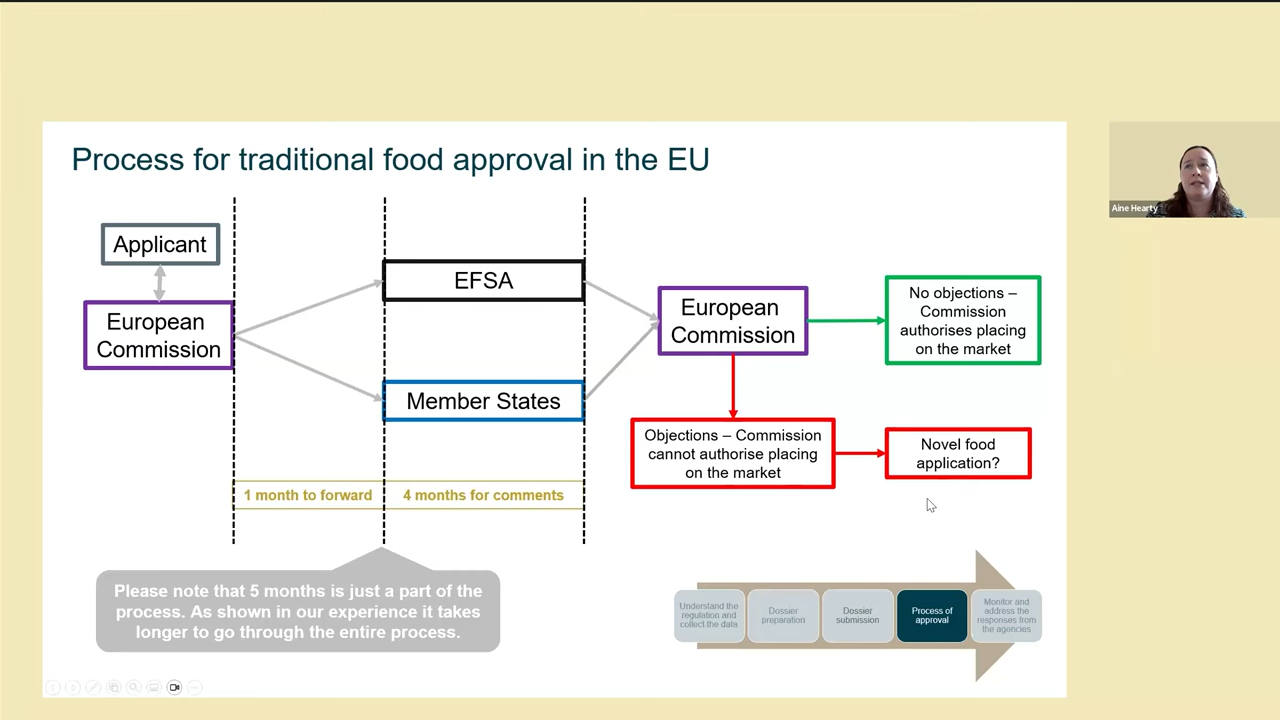 Process for traditional food approval in the EU
Applicant
European
Commission
EFSA
Member States
1 month to forward
4 months for comments
European
Commission
No objections –
Commission
authorises placing
on the market
Objections – Commission
cannot authorise placing
on the market
Novel food
application?
Please note that 5 months is just a part of the
process. As shown in our experience it takes
longer to go through the entire process.
Understand the
regulation and
collect the data
Dossier
preparation
Dossier
submission
Process of
approval
Monitor and
address the
responses from
the agencies
Aine Hearty